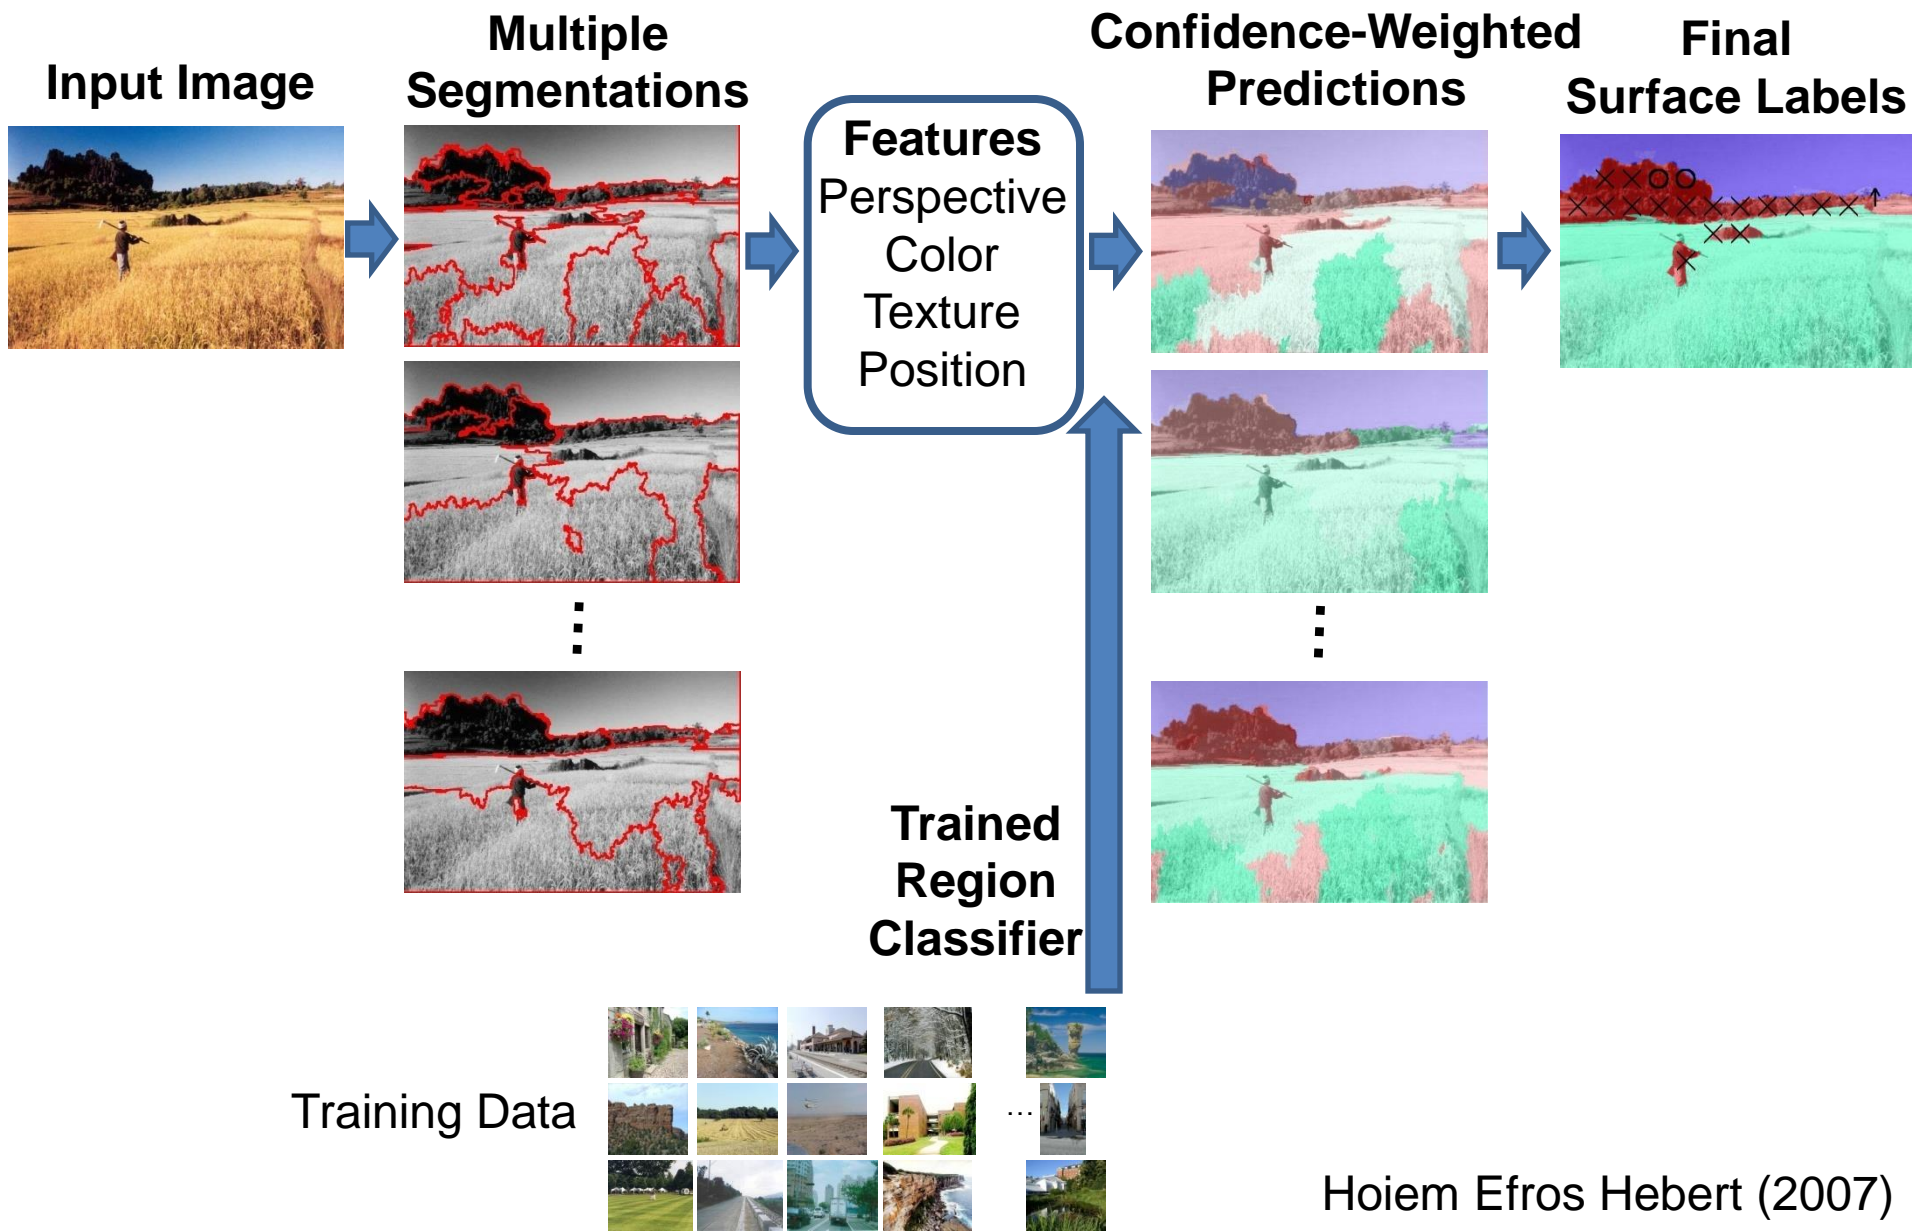 Input Image
Multiple
Segmentations
Features
Perspective
Color
Texture
Position
Confidence-Weighted
Predictions
Final
Surface Labels
Trained
Region
Classifier
Training Data
...
Hoiem Efros Hebert (2007)